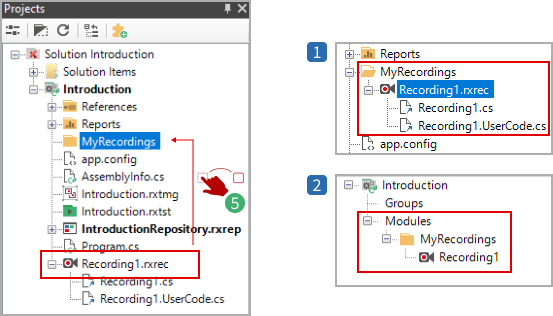 Projects
Solution Introduction
Solution Items
Introduction
References
Reports
MyRecordings
app.config
AssemblyInfo.cs
Introduction.rxtmg
Introduction.rxtst
IntroductionRepository.rxrep
Program.cs
Recording1.rxrec
Recording1.cs
Recording1.UserCode.cs
5
1
Reports
MyRecordings
Recording1.rxrec
Recording1.cs
Recording1.UserCode.cs
app.config
2
Introduction
Groups
Modules
MyRecordings
Recording1